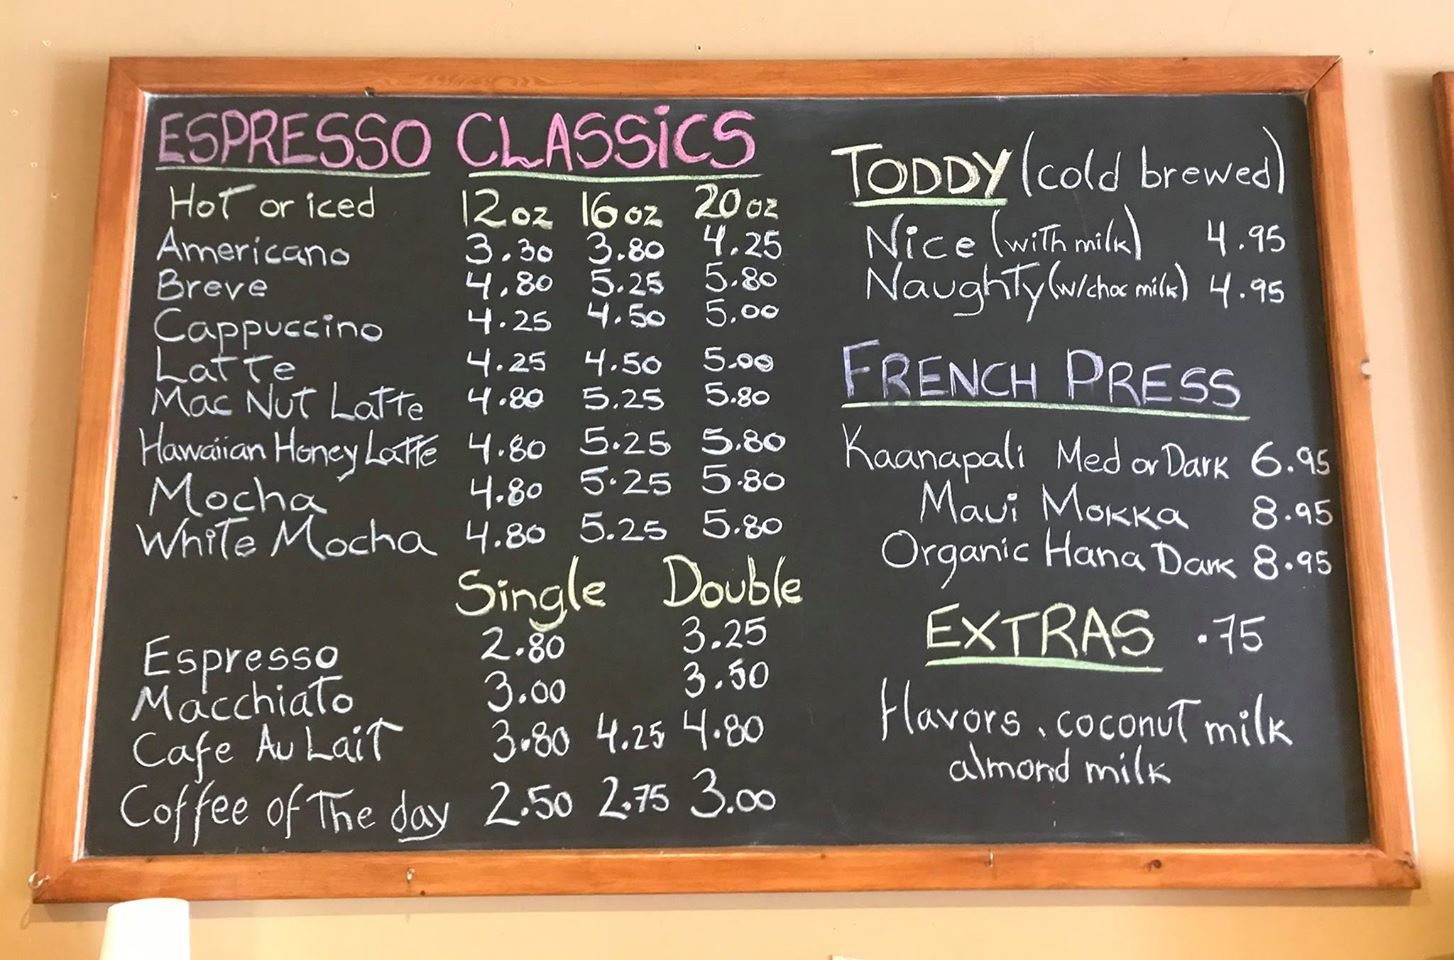 ESPRESSO CLASSICS
Hot or iced 12oz 16oz 20oz
Americano 3.30 3.80 4.25
Breve 4.80 5.25 5.80
Cappuccino 4.25 4.50 5.00
Latte 4.25 4.50 5.00
Mac Nut Latte 4.80 5.25 5.80
Hawaiian Honey Latte 4.80 5.25 5.80
Mocha 4.80 5.25 5.80
White Mocha 4.80 5.25 5.80
Single Double
Espresso 2.80 3.25
Macchiato 3.00 3.50
Cafe Au Lait 3.80 4.25 4.80
Coffee of The day 2.50 2.75 3.00
TODDY (cold brewed)
Nice (with milk) 4.95
Naughty (w/choc milk) 4.95
FRENCH PRESS
Kaanapali Med or Dark 6.95
Maui Mokka 8.95
Organic Hana Dark 8.95
EXTRAS .75
flavors, coconut milk
almond milk